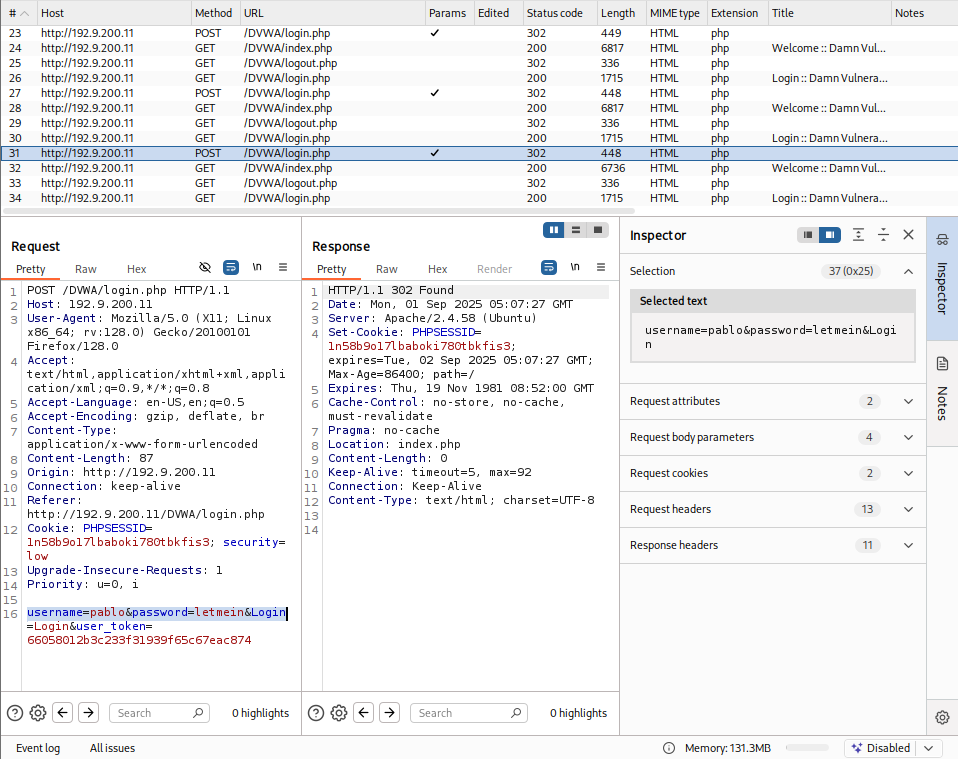 # Host Method URL Params Edited Status code Length MIME type Extension Title Notes
23 http://192.9.200.11 POST /DVWA/login.php ✓ 302 449 HTML php
24 http://192.9.200.11 GET /DVWA/index.php 200 6817 HTML php Welcome :: Damn Vul...
25 http://192.9.200.11 GET /DVWA/logout.php 302 336 HTML php
26 http://192.9.200.11 GET /DVWA/login.php 200 1715 HTML php Login :: Damn Vulnera...
27 http://192.9.200.11 POST /DVWA/login.php ✓ 302 448 HTML php
28 http://192.9.200.11 GET /DVWA/index.php 200 6817 HTML php Welcome :: Damn Vul...
29 http://192.9.200.11 GET /DVWA/logout.php 302 336 HTML php
30 http://192.9.200.11 GET /DVWA/login.php 200 1715 HTML php Login :: Damn Vulnera...
31 http://192.9.200.11 POST /DVWA/login.php ✓ 302 448 HTML php
32 http://192.9.200.11 GET /DVWA/index.php 200 6736 HTML php Welcome :: Damn Vul...
33 http://192.9.200.11 GET /DVWA/logout.php 302 336 HTML php
34 http://192.9.200.11 GET /DVWA/login.php 200 1715 HTML php Login :: Damn Vulnera...
Request
Pretty Raw Hex \n
1 POST /DVWA/login.php HTTP/1.1
2 Host: 192.9.200.11
3 User-Agent: Mozilla/5.0 (X11; Linux
x86_64; rv:128.0) Gecko/20100101
Firefox/128.0
4 Accept:
text/html,application/xhtml+xml,appli
cation/xml;q=0.9,*/*;q=0.8
5 Accept-Language: en-US,en;q=0.5
6 Accept-Encoding: gzip, deflate, br
7 Content-Type:
application/x-www-form-urlencoded
8 Content-Length: 87
9 Origin: http://192.9.200.11
10 Connection: keep-alive
11 Referer:
http://192.9.200.11/DVWA/login.php
12 Cookie: PHPSESSID=
1n58b9o17lbaboki780tbkfis3; security=
low
13 Upgrade-Insecure-Requests: 1
14 Priority: u=0, i
15
16 username=pablo&password=letmein&Login
=Login&user_token=
66058012b3c233f31939f65c67eac874
Search 0 highlights
Response
Pretty Raw Hex Render \n
1 HTTP/1.1 302 Found
2 Date: Mon, 01 Sep 2025 05:07:27 GMT
3 Server: Apache/2.4.58 (Ubuntu)
4 Set-Cookie: PHPSESSID=
1n58b9o17lbaboki780tbkfis3;
expires=Tue, 02 Sep 2025 05:07:27 GMT;
Max-Age=86400; path=/
5 Expires: Thu, 19 Nov 1981 08:52:00 GMT
6 Cache-Control: no-store, no-cache,
must-revalidate
7 Pragma: no-cache
8 Location: index.php
9 Content-Length: 0
10 Keep-Alive: timeout=5, max=92
11 Connection: Keep-Alive
12 Content-Type: text/html; charset=UTF-8
13
14
Search 0 highlights
Inspector
Selection 37 (0x25)
Selected text
username=pablo&password=letmein&Logi
n
Request attributes 2
Request body parameters 4
Request cookies 2
Request headers 13
Response headers 11
Inspector
Notes
Event log All issues Memory: 131.3MB Disabled